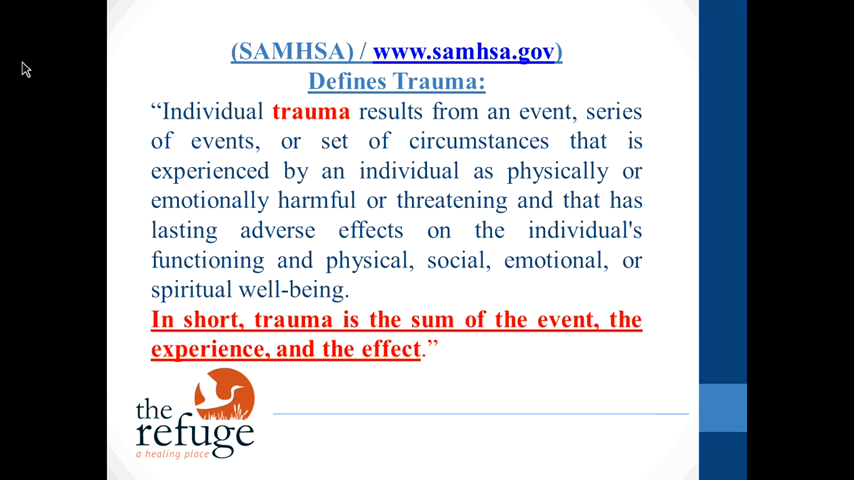 (SAMHSA) / www.samhsa.gov)
Defines Trauma:
“Individual trauma results from an event, series
of events, or set of circumstances that is
experienced by an individual as physically or
emotionally harmful or threatening and that has
lasting adverse effects on the individual's
functioning and physical, social, emotional, or
spiritual well-being.
In short, trauma is the sum of the event, the
experience, and the effect.”
the
refuge
a healing place